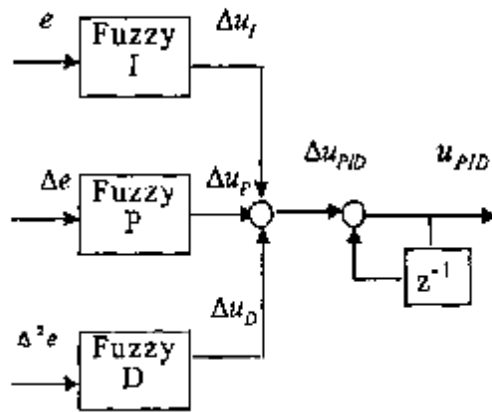 e
Fuzzy
I
Δu_I
Δe
Fuzzy
P
Δu_P
Δu_PID
u_PID
z⁻¹
Δ²e
Fuzzy
D
Δu_D